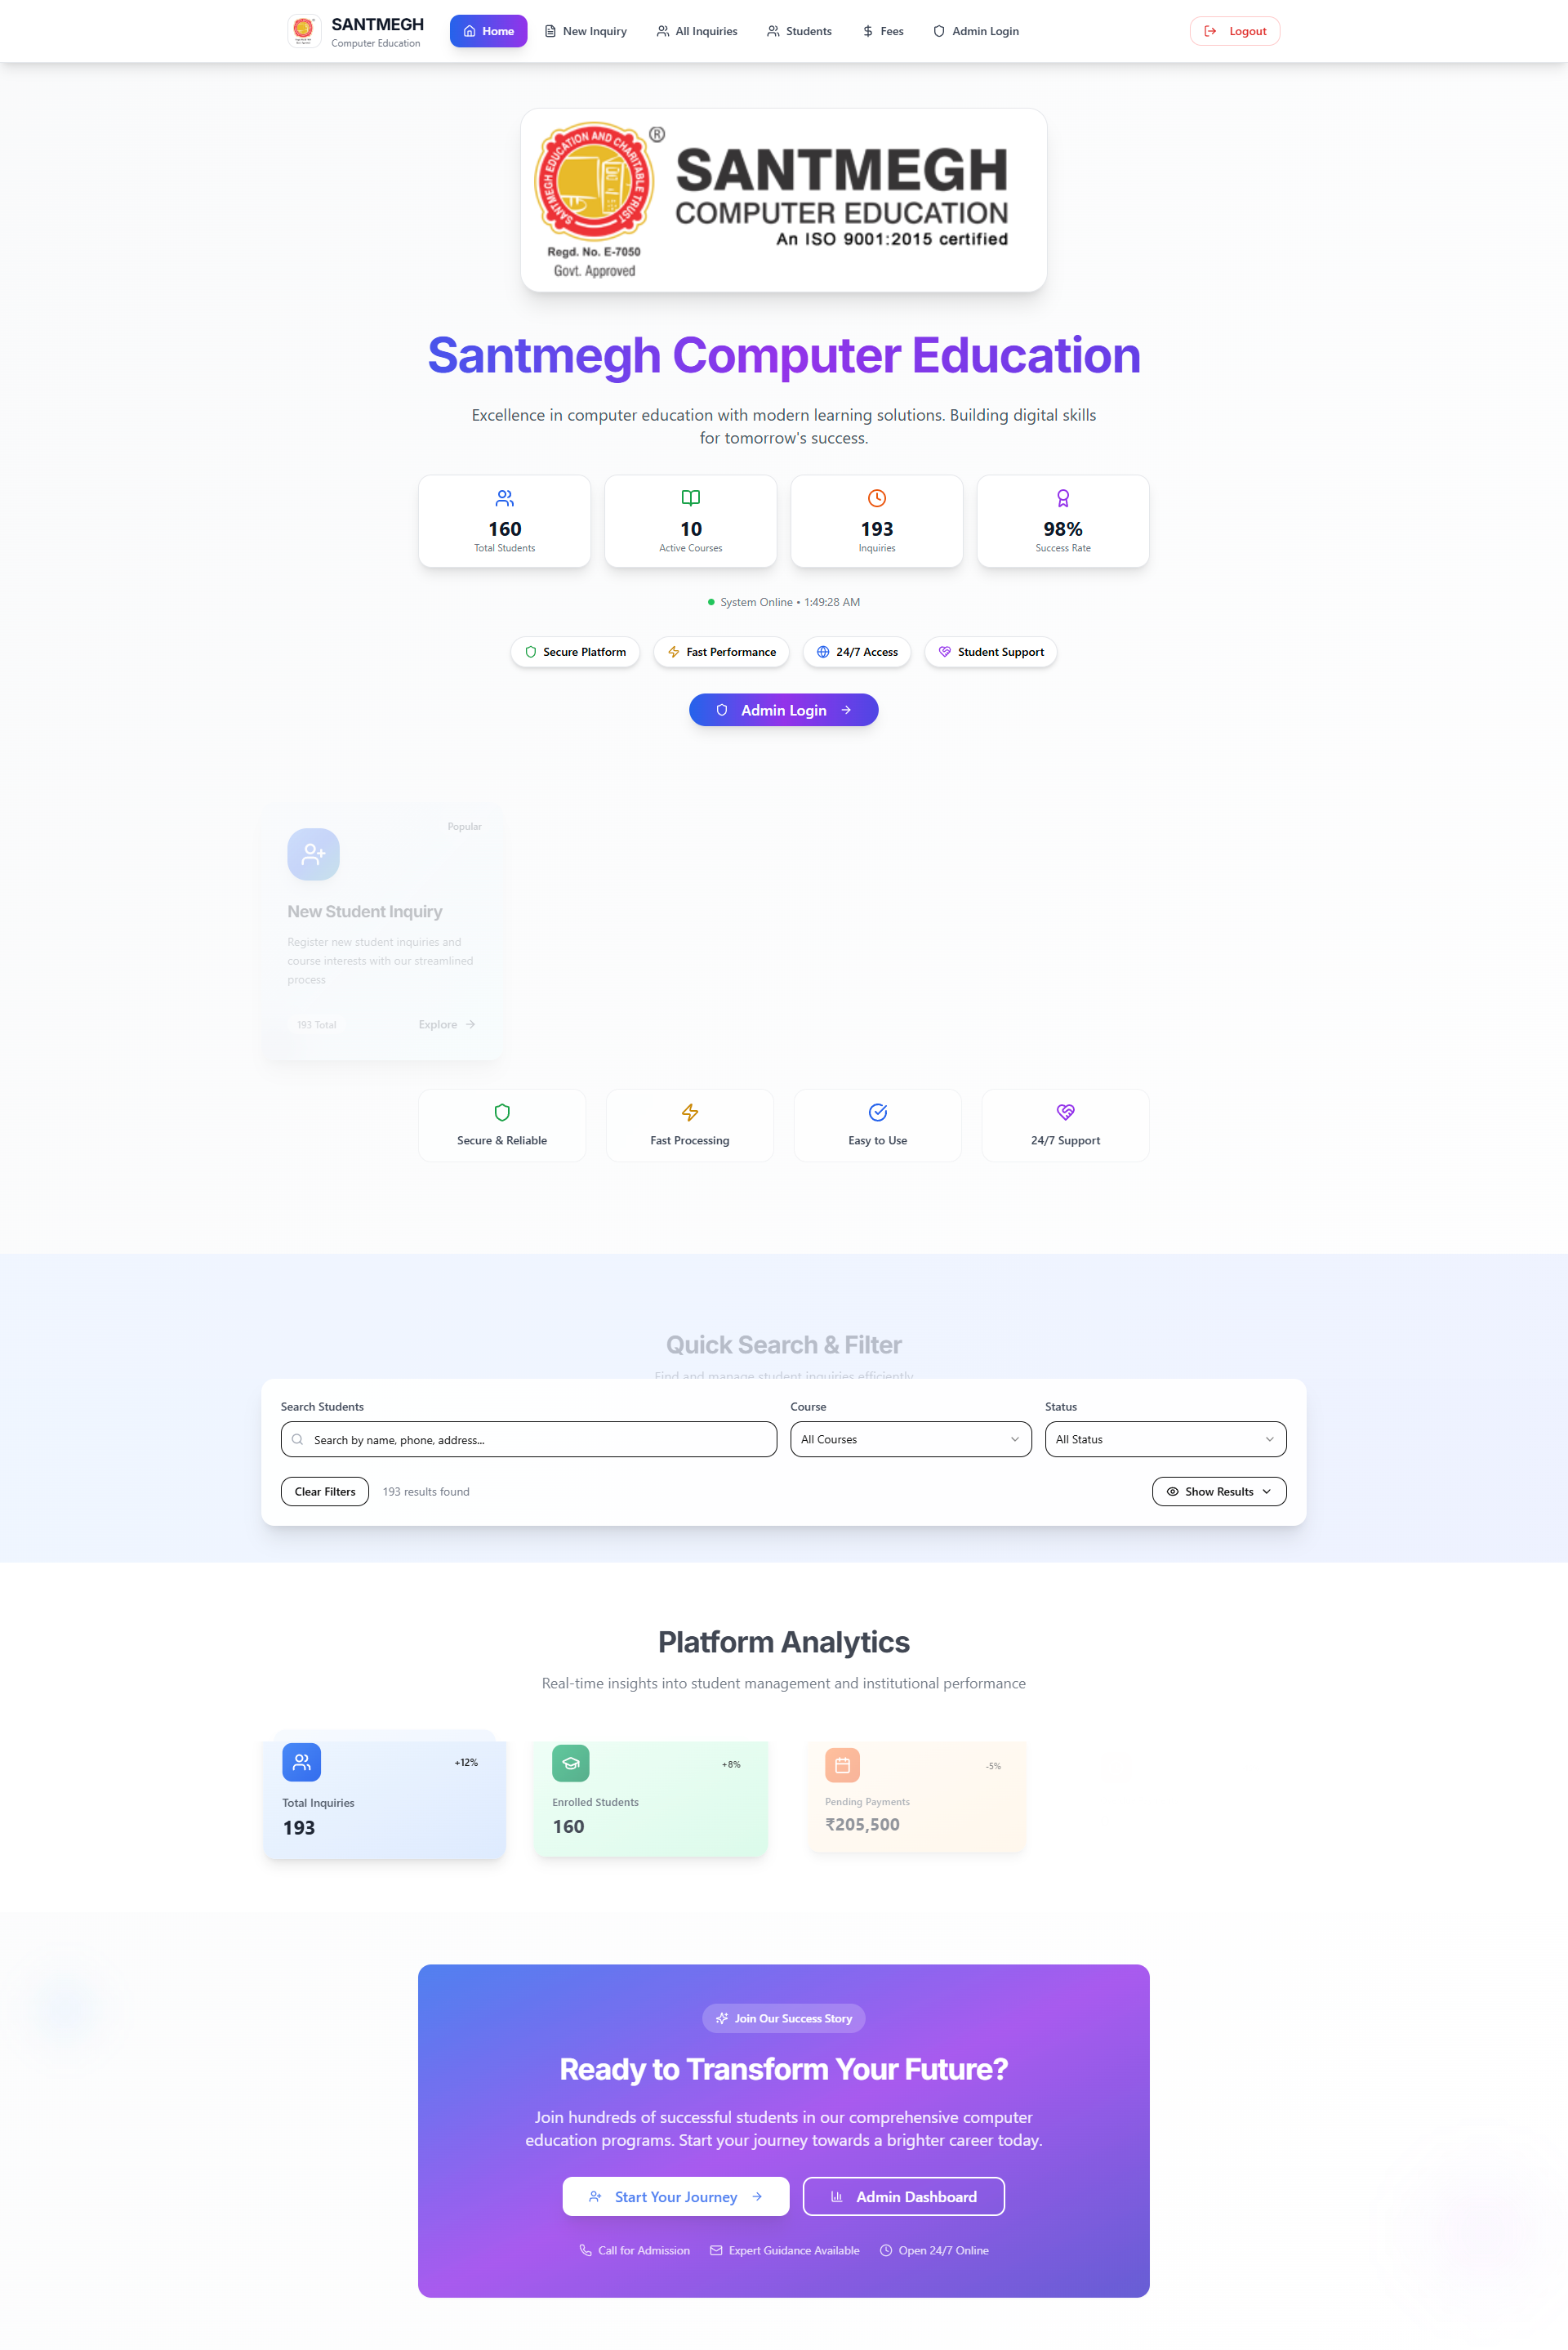 SANTMEGH
Computer Education
Home
New Inquiry
All Inquiries
Students
Fees
Admin Login
Logout
SANTMEGH EDUCATION AND CHARITABLE TRUST
®
Regd. No. E-7050
Govt. Approved
SANTMEGH
COMPUTER EDUCATION
An ISO 9001:2015 certified
Santmegh Computer Education
Excellence in computer education with modern learning solutions. Building digital skills
for tomorrow's success.
160
Total Students
10
Active Courses
193
Inquiries
98%
Success Rate
System Online • 1:49:28 AM
Secure Platform
Fast Performance
24/7 Access
Student Support
Admin Login
Popular
New Student Inquiry
Register new student inquiries and
course interests with our streamlined
process
193 Total
Explore
Secure & Reliable
Fast Processing
Easy to Use
24/7 Support
Quick Search & Filter
Find and manage student inquiries efficiently
Search Students
Search by name, phone, address...
Course
All Courses
Status
All Status
Clear Filters
193 results found
Show Results
Platform Analytics
Real-time insights into student management and institutional performance
+12%
Total Inquiries
193
+8%
Enrolled Students
160
-5%
Pending Payments
₹205,500
Join Our Success Story
Ready to Transform Your Future?
Join hundreds of successful students in our comprehensive computer
education programs. Start your journey towards a brighter career today.
Start Your Journey
Admin Dashboard
Call for Admission
Expert Guidance Available
Open 24/7 Online